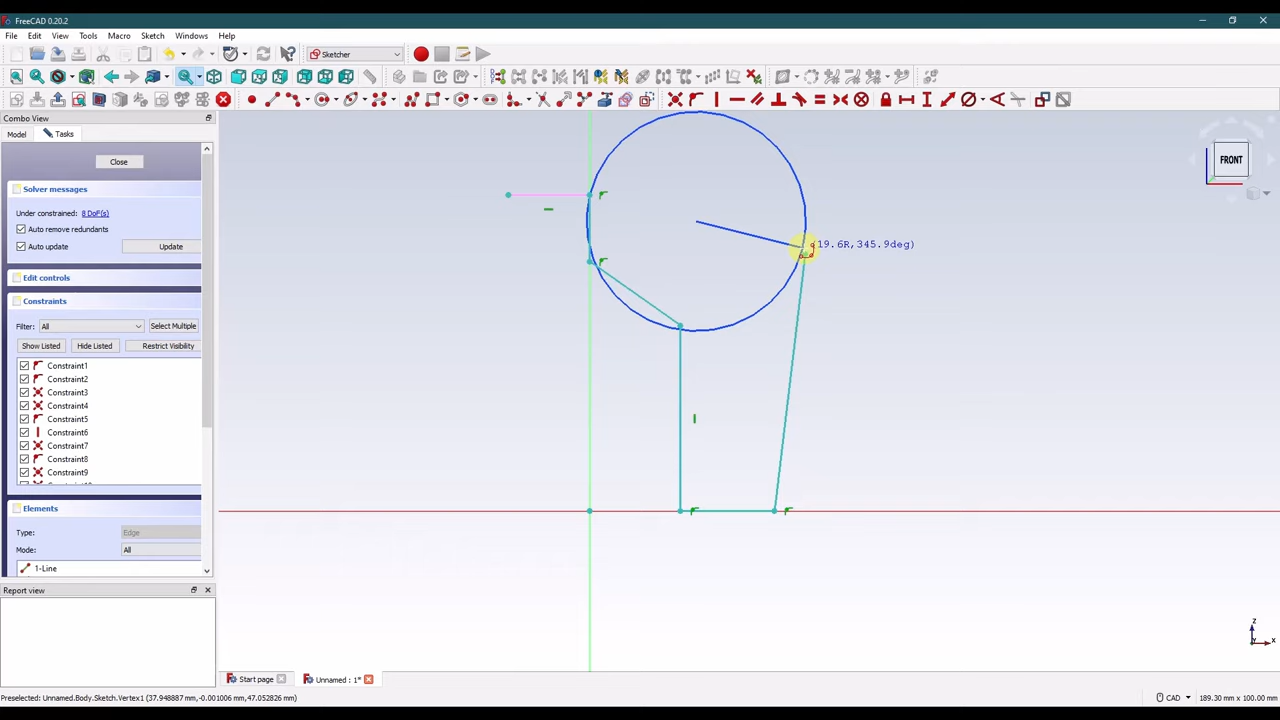 FreeCAD 0.20.2
File Edit View Tools Macro Sketch Windows Help
Sketcher
Combo View
Model Tasks
Close
Solver messages
Under constrained: 8 DoF(s)
Auto remove redundants
Auto update Update
Edit controls
Constraints
Filter: All Select Multiple
Show Listed Hide Listed Restrict Visibility
Constraint1
Constraint2
Constraint3
Constraint4
Constraint5
Constraint6
Constraint7
Constraint8
Constraint9
Elements
Type: Edge
Mode: All
1-Line
Report view
19.6R,345.9deg)
FRONT
Z
X
Start page Unnamed : 1*
Preselected: Unnamed.Body.Sketch.Vertex1 (37.948887 mm,-0.001006 mm,47.052826 mm)
CAD 189.30 mm x 100.00 mm